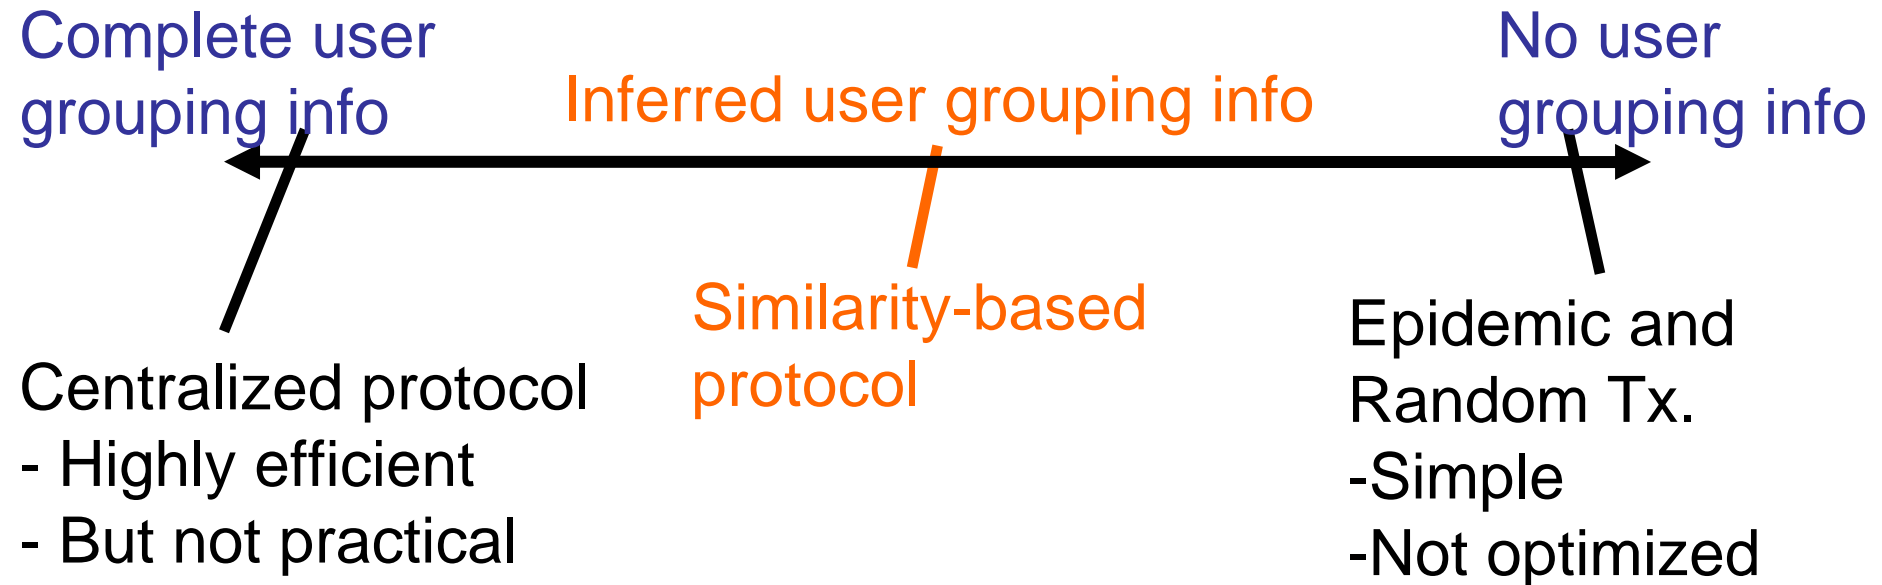 Complete user
grouping info
Inferred user grouping info
No user
grouping info
Centralized protocol
- Highly efficient
- But not practical
Similarity-based
protocol
Epidemic and
Random Tx.
-Simple
-Not optimized